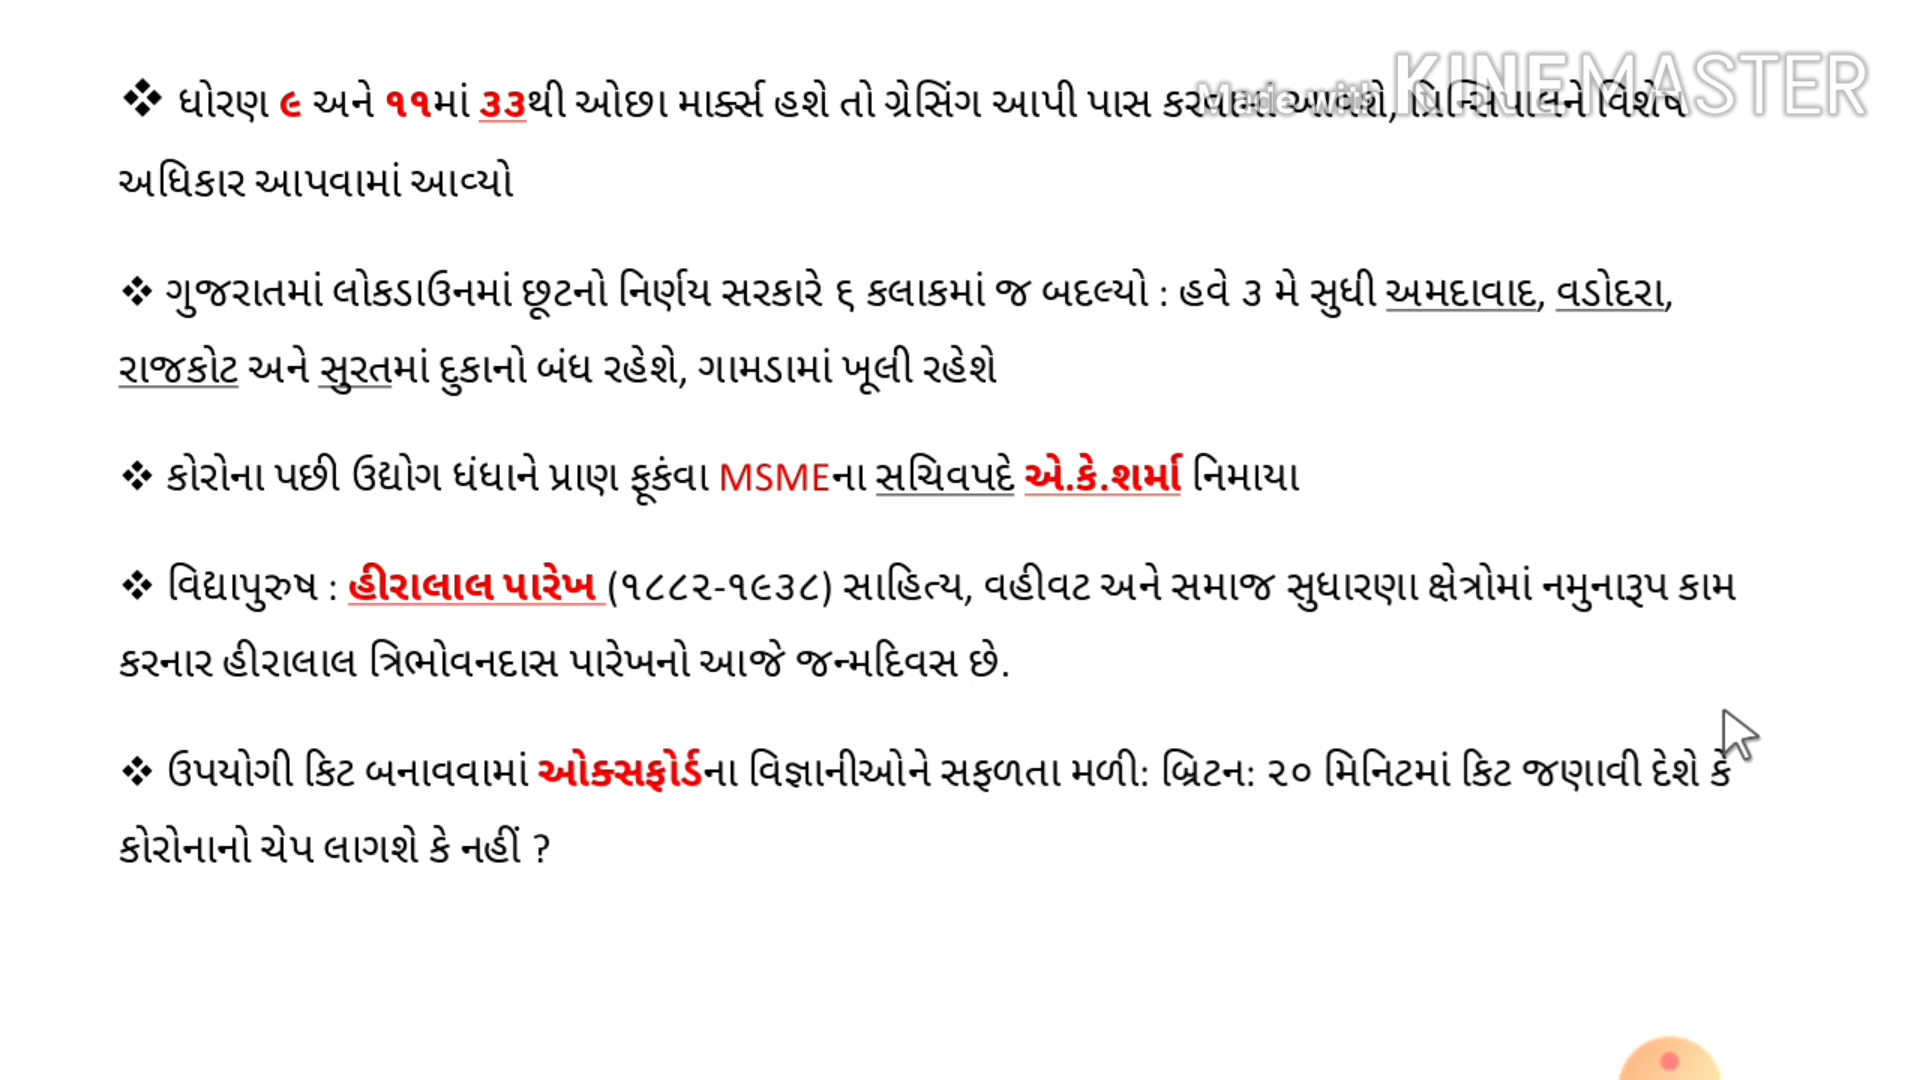 ❖ ધોરણ ૯ અને ૧૧માં ૩૩થી ઓછા માર્ક્સ હશે તો ગ્રેસિંગ આપી પાસ કરવામાં આવશે, પ્રિન્સિપાલને વિશેષ
Made with KINEMASTER
અધિકાર આપવામાં આવ્યો
❖ ગુજરાતમાં લોકડાઉનમાં છૂટનો નિર્ણય સરકારે ૬ કલાકમાં જ બદલ્યો : હવે ૩ મે સુધી અમદાવાદ, વડોદરા,
રાજકોટ અને સુરતમાં દુકાનો બંધ રહેશે, ગામડામાં ખૂલી રહેશે
❖ કોરોના પછી ઉદ્યોગ ધંધાને પ્રાણ ફૂકંવા MSMEના સચિવપદે એ.કે.શર્મા નિમાયા
❖ વિદ્યાપુરુષ : હીરાલાલ પારેખ (૧૮૮૨-૧૯૩૮) સાહિત્ય, વહીવટ અને સમાજ સુધારણા ક્ષેત્રોમાં નમુનારૂપ કામ
કરનાર હીરાલાલ ત્રિભોવનદાસ પારેખનો આજે જન્મદિવસ છે.
❖ ઉપયોગી કિટ બનાવવામાં ઓક્સફોર્ડના વિજ્ઞાનીઓને સફળતા મળી: બ્રિટન: ૨૦ મિનિટમાં કિટ જણાવી દેશે કે
કોરોનાનો ચેપ લાગશે કે નહીં ?